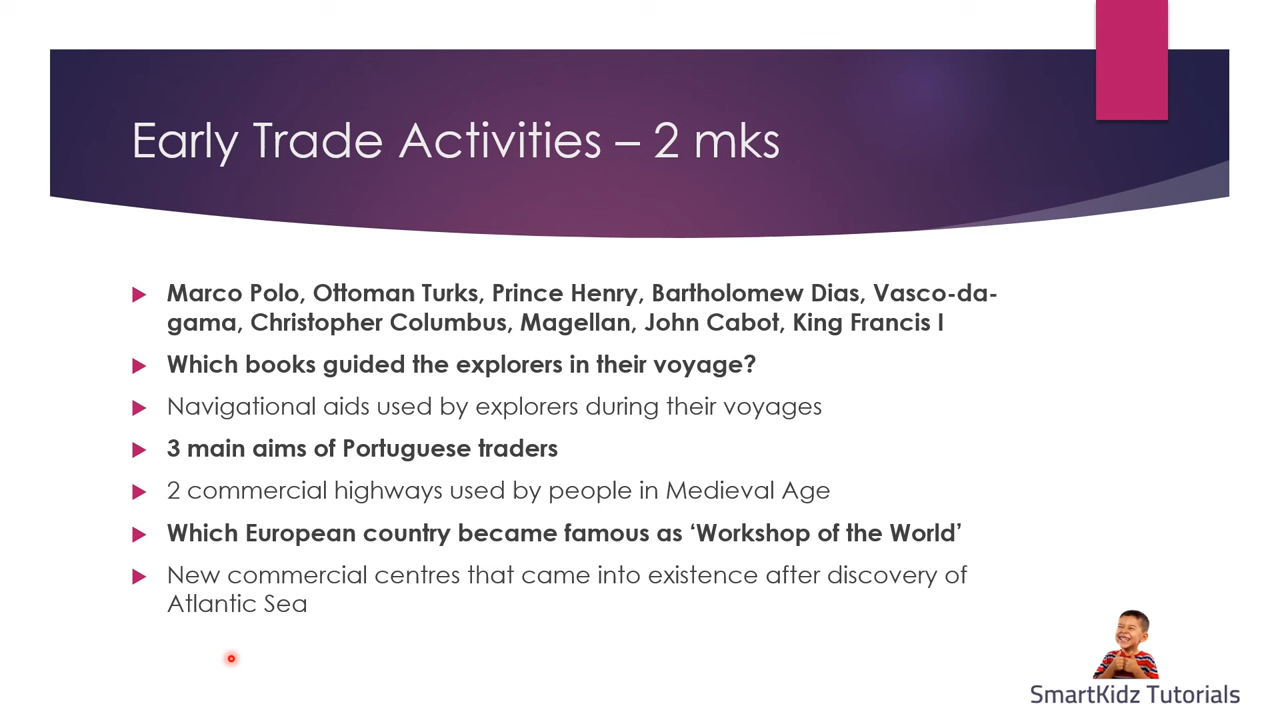 Early Trade Activities – 2 mks
Marco Polo, Ottoman Turks, Prince Henry, Bartholomew Dias, Vasco-da-
gama, Christopher Columbus, Magellan, John Cabot, King Francis I
Which books guided the explorers in their voyage?
Navigational aids used by explorers during their voyages
3 main aims of Portuguese traders
2 commercial highways used by people in Medieval Age
Which European country became famous as ‘Workshop of the World’
New commercial centres that came into existence after discovery of
Atlantic Sea
SmartKidz Tutorials